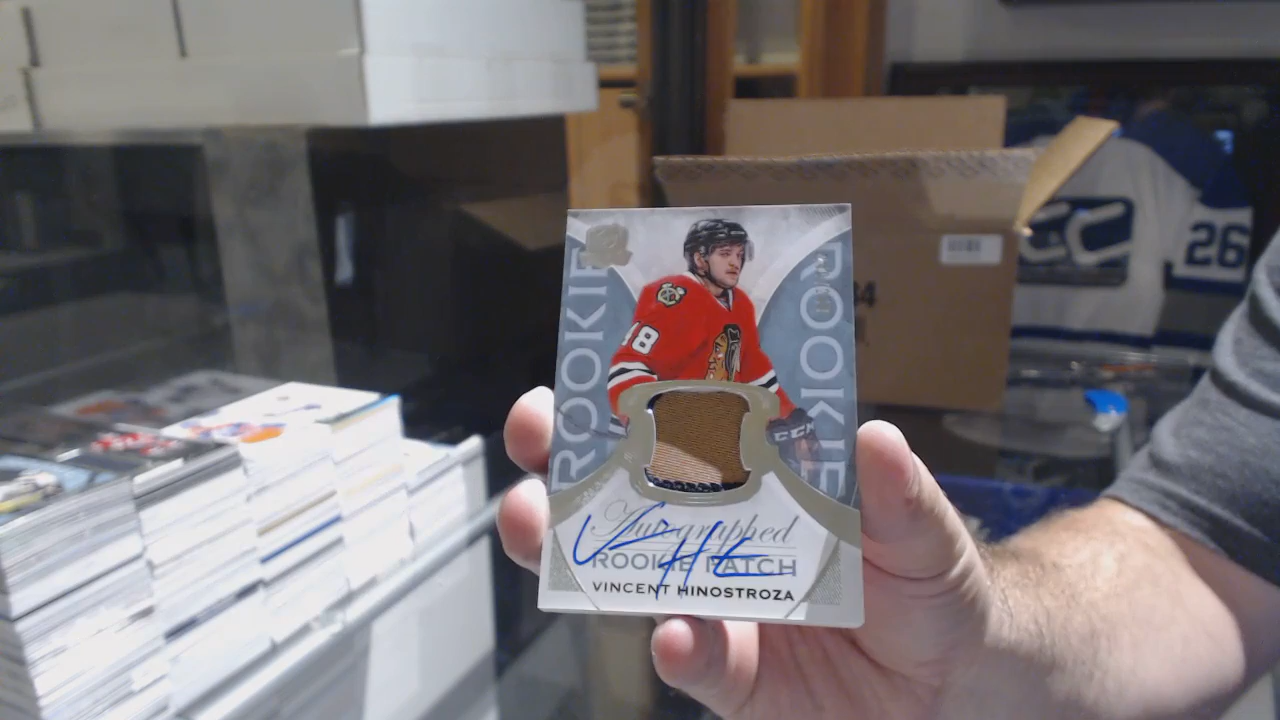 ROOKIE
ROOKIE
48
CCM
Autographed
ROOKIE PATCH
VINCENT HINOSTROZA
26